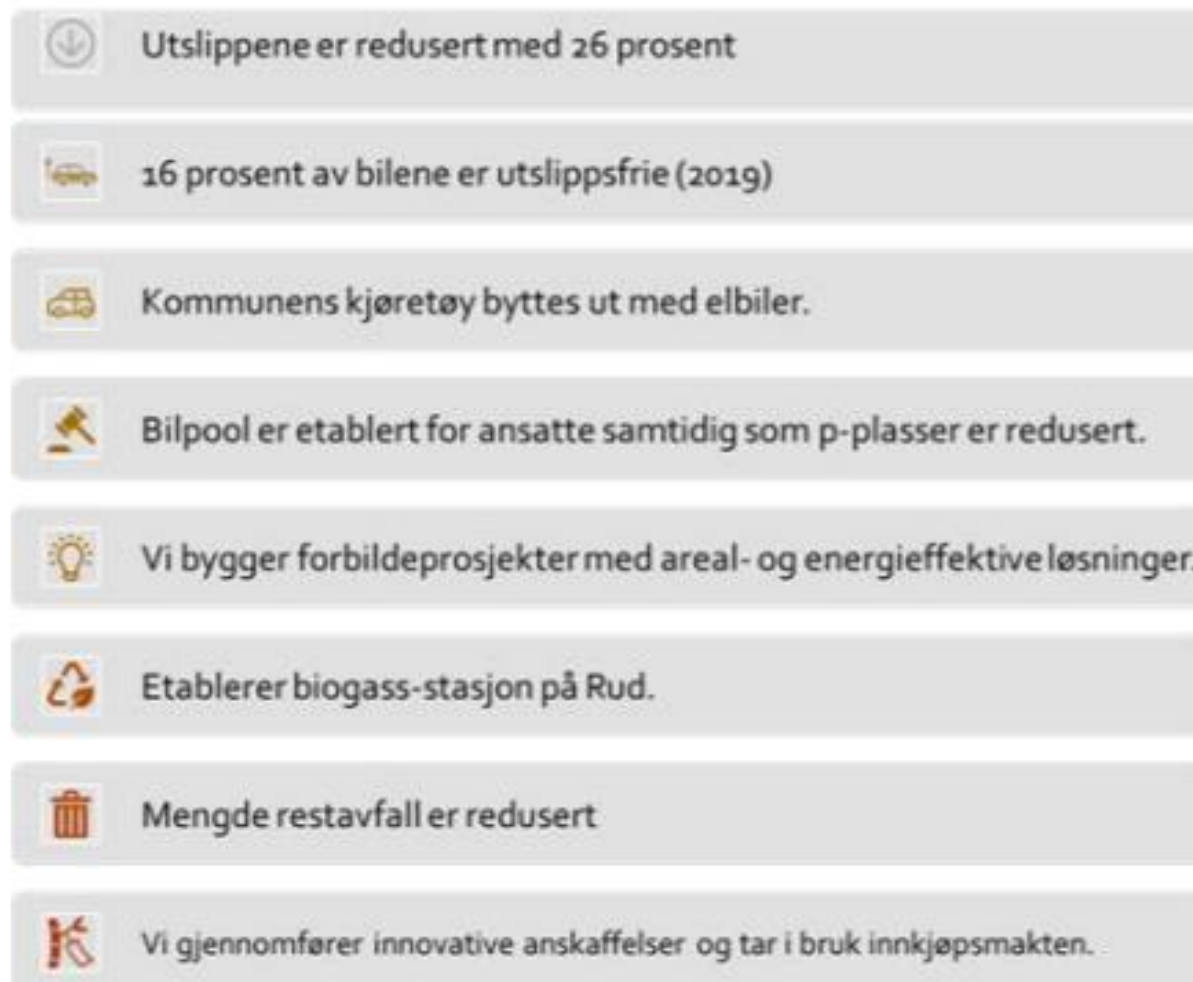 Utslippene er redusert med 26 prosent
16 prosent av bilene er utslippsfrie (2019)
Kommunens kjøretøy byttes ut med elbiler.
Bilpool er etablert for ansatte samtidig som p-plasser er redusert.
Vi bygger forbildeprosjekter med areal- og energieffektive løsninger.
Etablerer biogass-stasjon på Rud.
Mengde restavfall er redusert
Vi gjennomfører innovative anskaffelser og tar i bruk innkjøpsmakten.